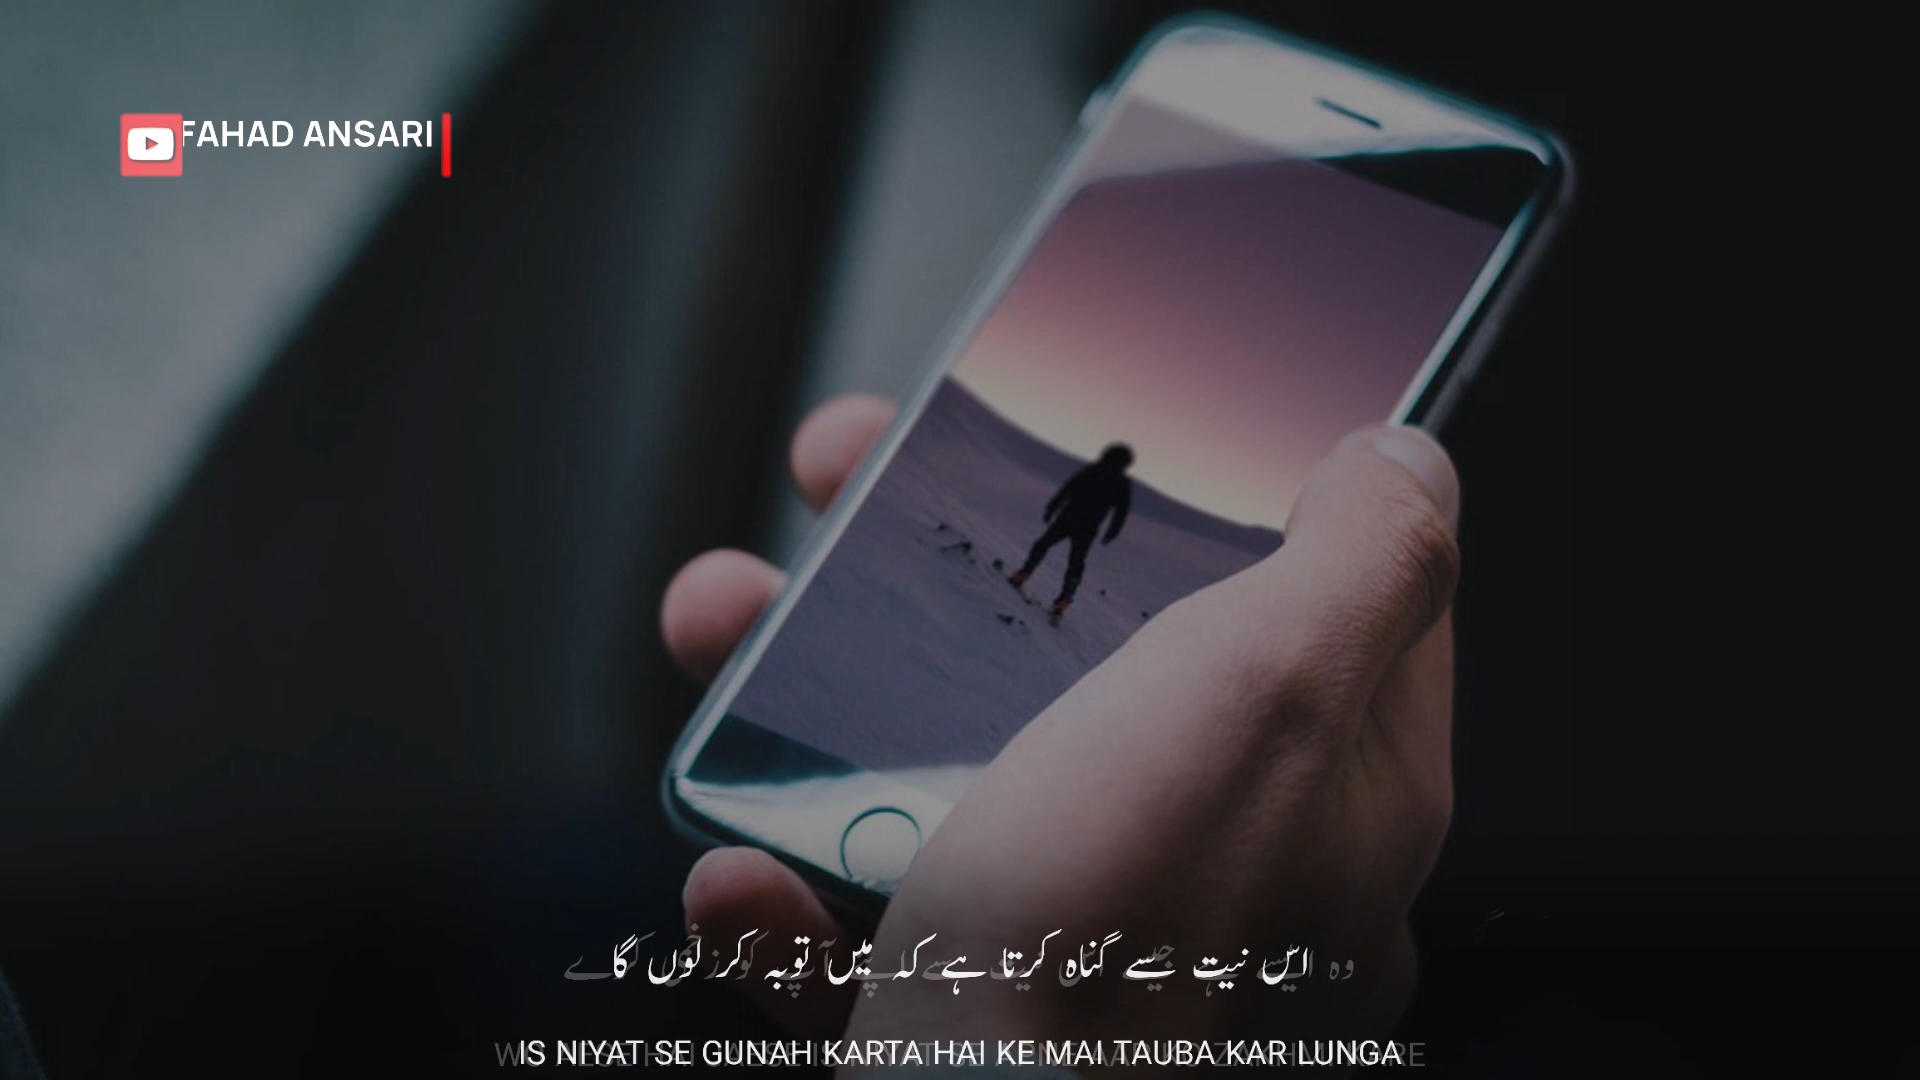 FAHAD ANSARI
اس نیت سے گناہ کرتا ہے کہ میں توبہ کر لوں گا
IS NIYAT SE GUNAH KARTA HAI KE MAI TAUBA KAR LUNGA